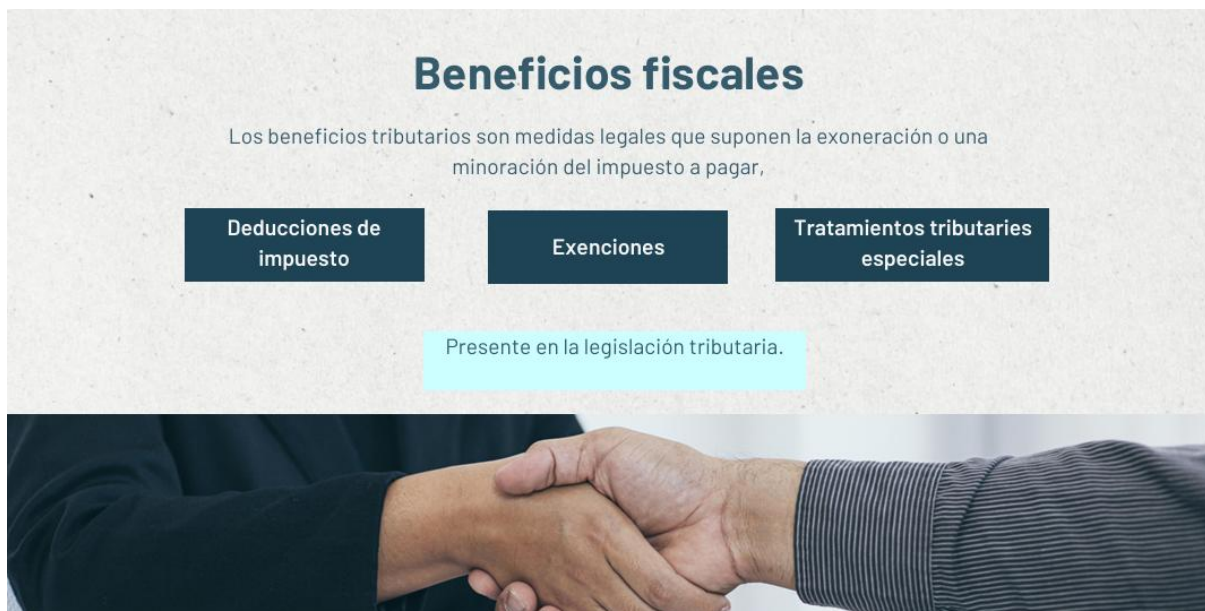 Beneficios fiscales
Los beneficios tributarios son medidas legales que suponen la exoneración o una
minoración del impuesto a pagar,
Deducciones de
impuesto
Exenciones
Tratamientos tributaries
especiales
Presente en la legislación tributaria.